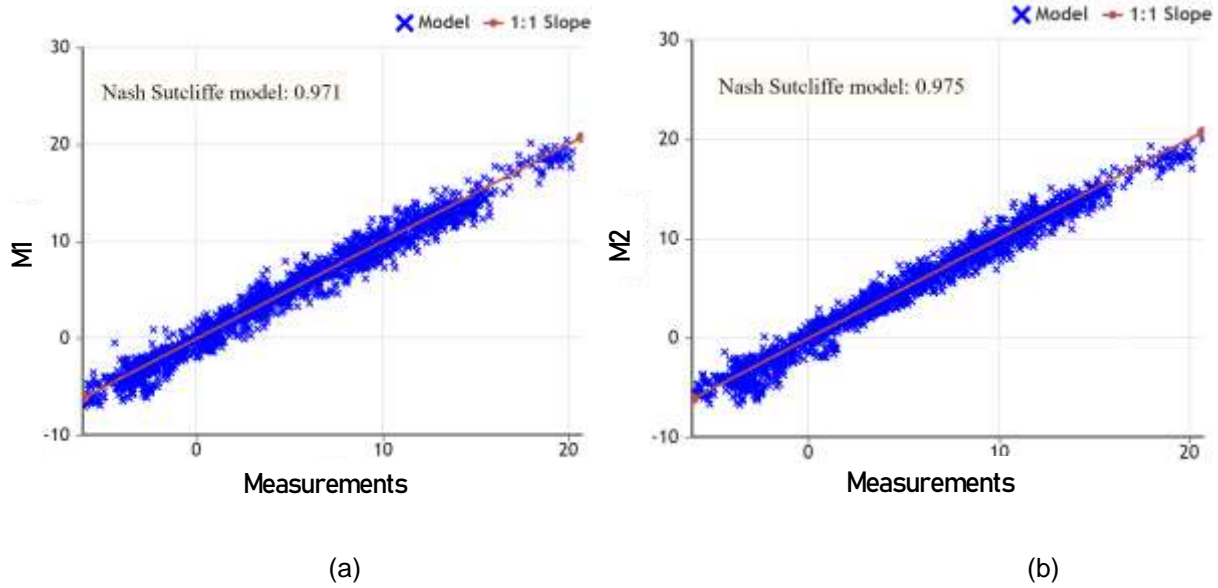 Model 1:1 Slope
30
Nash Sutcliffe model: 0.971
20
M1
10
0
-10
0 10 20
Measurements
(a)
Model 1:1 Slope
30
Nash Sutcliffe model: 0.975
20
M2
10
0
-10
0 10 20
Measurements
(b)